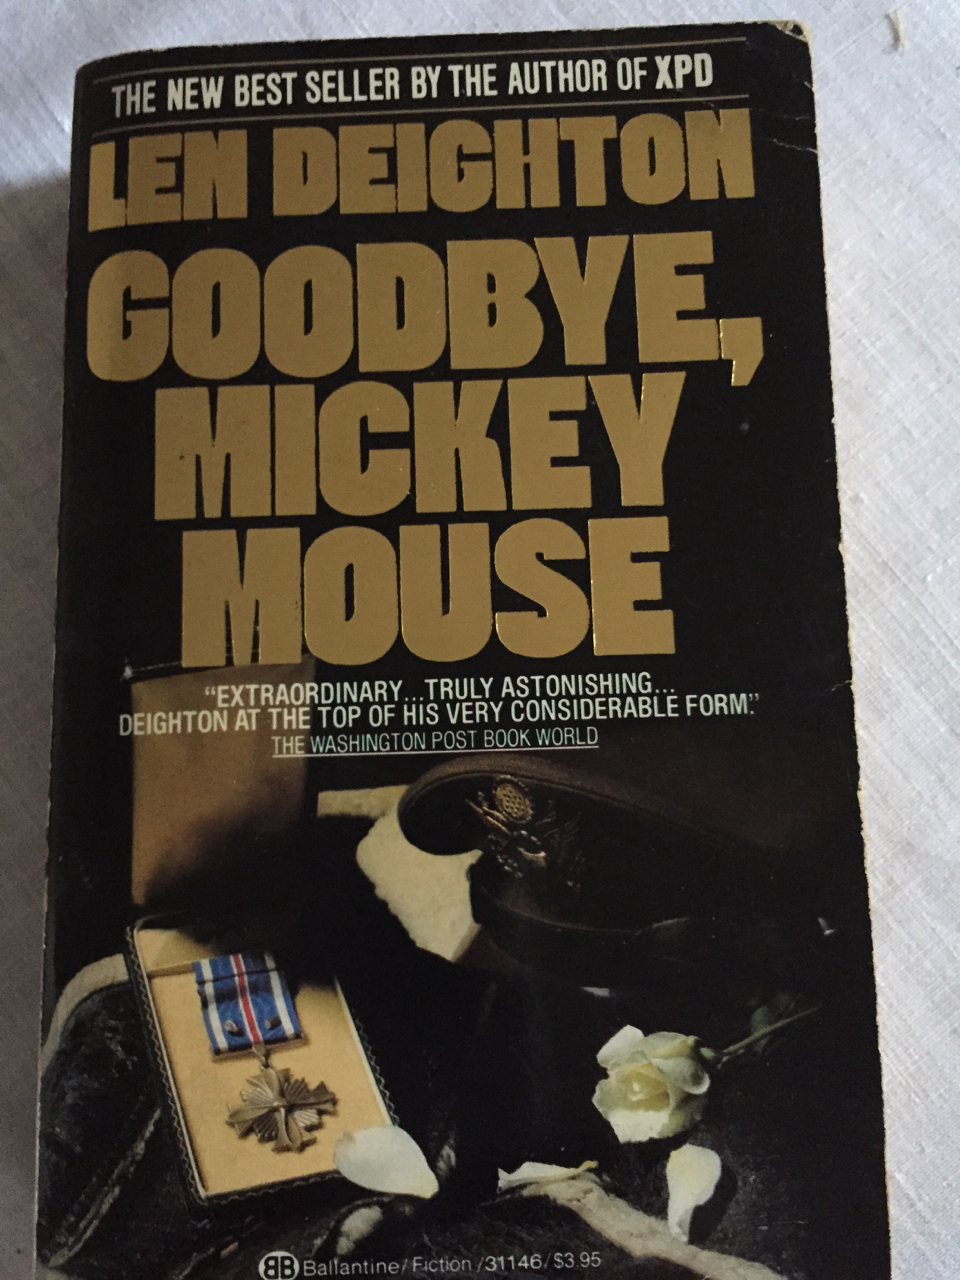 THE NEW BEST SELLER BY THE AUTHOR OF XPD
LEN DEIGHTON
GOODBYE,
MICKEY
MOUSE
“EXTRAORDINARY...TRULY ASTONISHING...
DEIGHTON AT THE TOP OF HIS VERY CONSIDERABLE FORM.”
THE WASHINGTON POST BOOK WORLD
BB Ballantine/Fiction/31146/$3.95